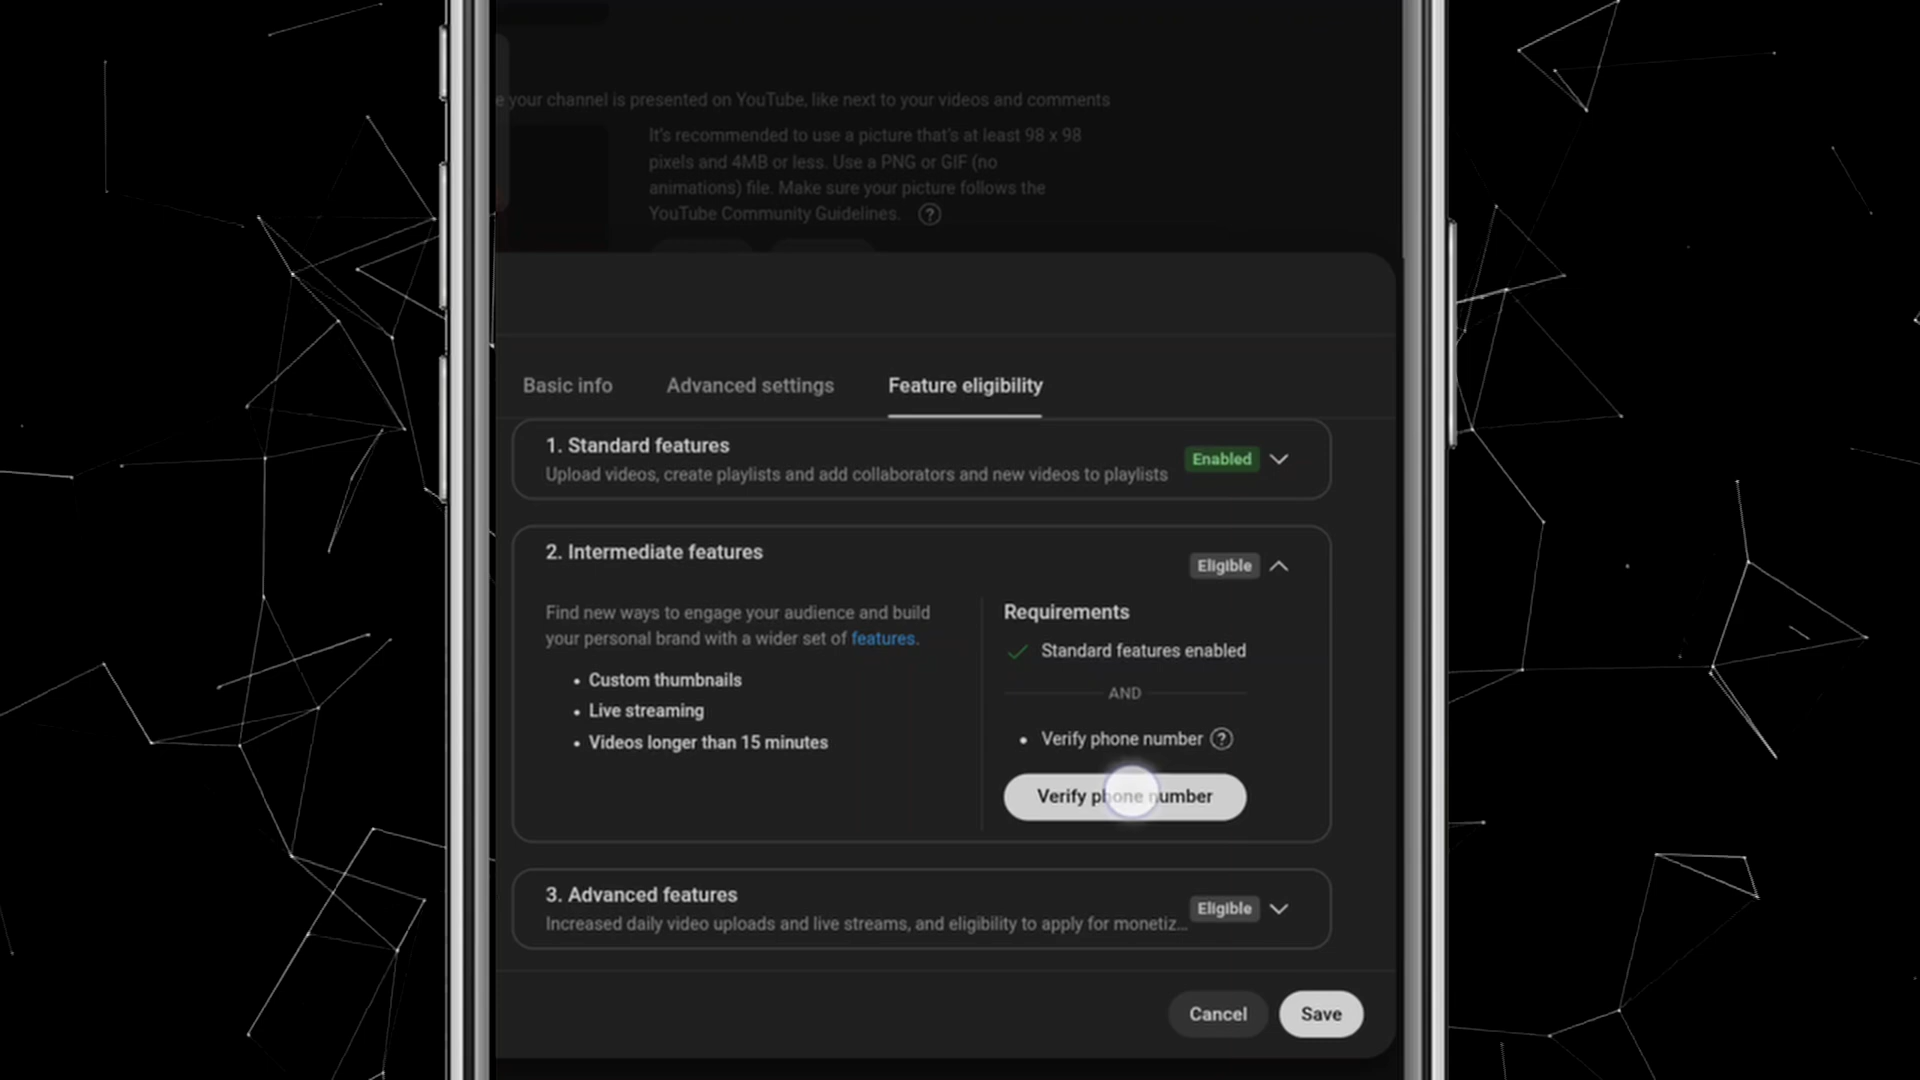 e your channel is presented on YouTube, like next to your videos and comments
It's recommended to use a picture that's at least 98 x 98
pixels and 4MB or less. Use a PNG or GIF (no
animations) file. Make sure your picture follows the
YouTube Community Guidelines. ?
Basic info Advanced settings Feature eligibility
1. Standard features
Enabled
Upload videos, create playlists and add collaborators and new videos to playlists
2. Intermediate features
Eligible
Find new ways to engage your audience and build
your personal brand with a wider set of features.
• Custom thumbnails
• Live streaming
• Videos longer than 15 minutes
Requirements
Standard features enabled
AND
• Verify phone number ?
Verify phone number
3. Advanced features
Eligible
Increased daily video uploads and live streams, and eligibility to apply for monetiz...
Cancel Save